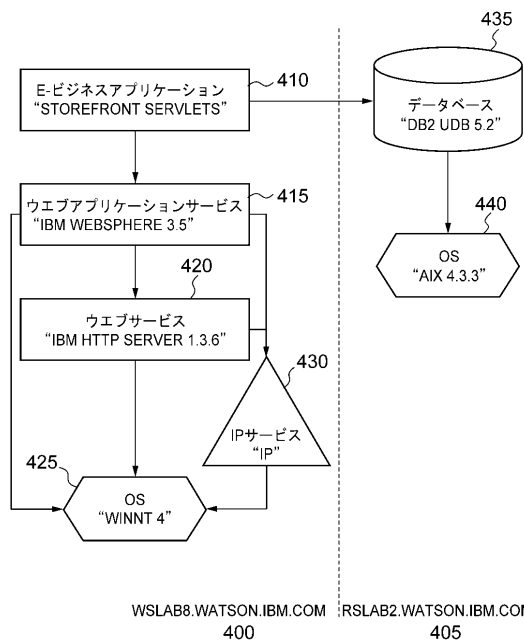 435
410
E-ビジネスアプリケーション
“STOREFRONT SERVLETS”
データベース
“DB2 UDB 5.2”
415
ウエブアプリケーションサービス
“IBM WEBSPHERE 3.5”
440
OS
“AIX 4.3.3”
420
ウエブサービス
“IBM HTTP SERVER 1.3.6”
430
IPサービス
“IP”
425
OS
“WINNT 4”
WSLAB8.WATSON.IBM.COM
400
RSLAB2.WATSON.IBM.COM
405